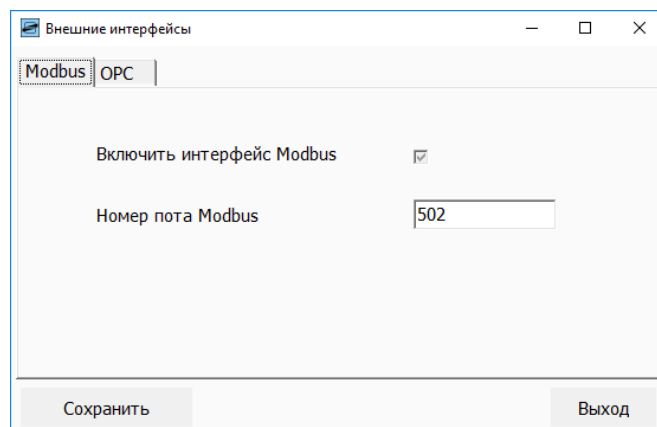 Внешние интерфейсы
Modbus OPC
Включить интерфейс Modbus
Номер пота Modbus 502
Сохранить Выход